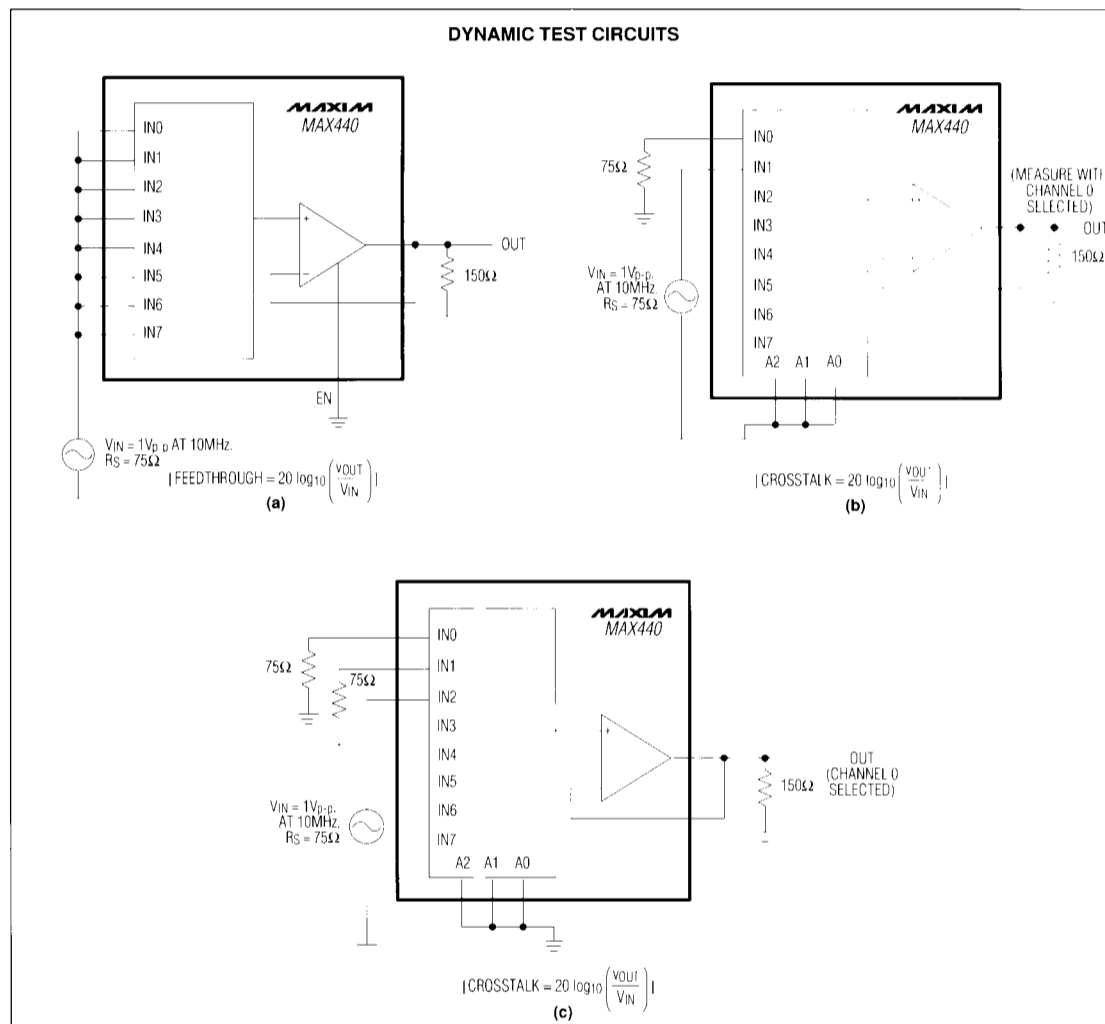 DYNAMIC TEST CIRCUITS
MAXIM
MAX440
IN0
IN1
IN2
IN3
IN4
IN5
IN6
IN7
+
−
OUT
150Ω
EN
VIN = 1Vp-p AT 10MHz.
RS = 75Ω
| FEEDTHROUGH = 20 log10 (VOUT / VIN) |
(a)
MAXIM
MAX440
75Ω
IN0
IN1
IN2
IN3
IN4
IN5
IN6
IN7
A2 A1 A0
VIN = 1Vp-p.
AT 10MHz.
RS = 75Ω
(MEASURE WITH
CHANNEL 0
SELECTED)
OUT
150Ω
| CROSSTALK = 20 log10 (VOUT / VIN) |
(b)
MAXIM
MAX440
75Ω
75Ω
IN0
IN1
IN2
IN3
IN4
IN5
IN6
IN7
A2 A1 A0
+
VIN = 1Vp-p.
AT 10MHz.
RS = 75Ω
150Ω
OUT
(CHANNEL 0
SELECTED)
| CROSSTALK = 20 log10 (VOUT / VIN) |
(c)